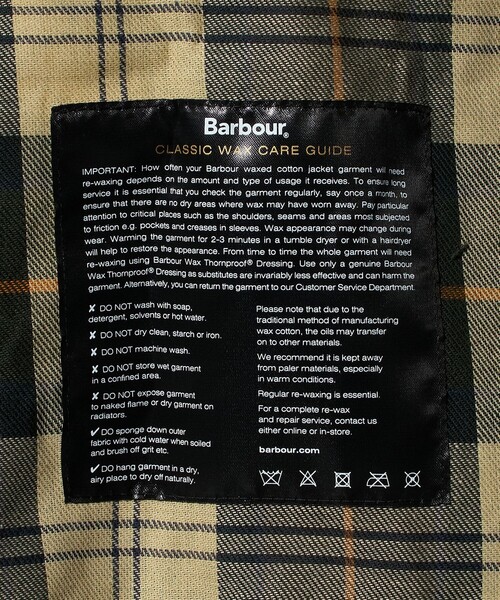 Barbour®
CLASSIC WAX CARE GUIDE
IMPORTANT: How often your Barbour waxed cotton jacket garment will need
re-waxing depends on the amount and type of usage it receives. To ensure long
service it is essential that you check the garment regularly, say once a month, to
ensure that there are no dry areas where wax may have worn away. Pay particular
attention to critical places such as the shoulders, seams and areas most subjected
to friction e.g. pockets and creases in sleeves. Wax appearance may change during
wear. Warming the garment for 2-3 minutes in a tumble dryer or with a hairdryer
will help to restore the appearance. From time to time the whole garment will need
re-waxing using Barbour Wax Thornproof® Dressing. Use only a genuine Barbour
Wax Thornproof® Dressing as substitutes are invariably less effective and can harm the
garment. Alternatively, you can return the garment to our Customer Service Department.
✗ DO NOT wash with soap,
detergent, solvents or hot water.
✗ DO NOT dry clean, starch or iron.
✗ DO NOT machine wash.
✗ DO NOT store wet garment
in a confined area.
✗ DO NOT expose garment
to naked flame or dry garment on
radiators.
✓ DO sponge down outer
fabric with cold water when soiled
and brush off grit etc.
✓ DO hang garment in a dry,
airy place to dry off naturally.
Please note that due to the
traditional method of manufacturing
wax cotton, the oils may transfer
on to other materials.
We recommend it is kept away
from paler materials, especially
in warm conditions.
Regular re-waxing is essential.
For a complete re-wax
and repair service, contact us
either online or in-store.
barbour.com